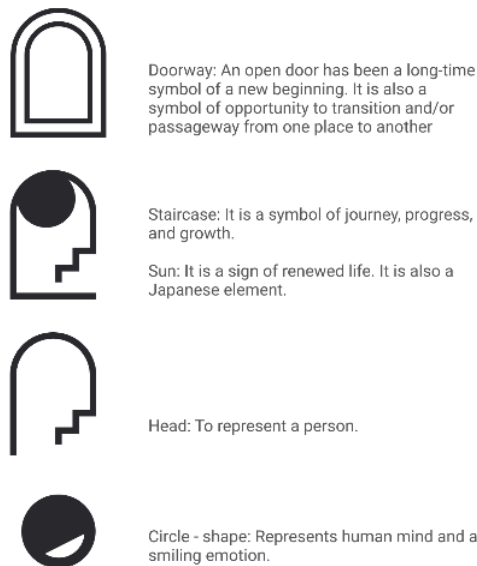 Doorway: An open door has been a long-time
symbol of a new beginning. It is also a
symbol of opportunity to transition and/or
passageway from one place to another
Staircase: It is a symbol of journey, progress,
and growth.
Sun: It is a sign of renewed life. It is also a
Japanese element.
Head: To represent a person.
Circle - shape: Represents human mind and a
smiling emotion.